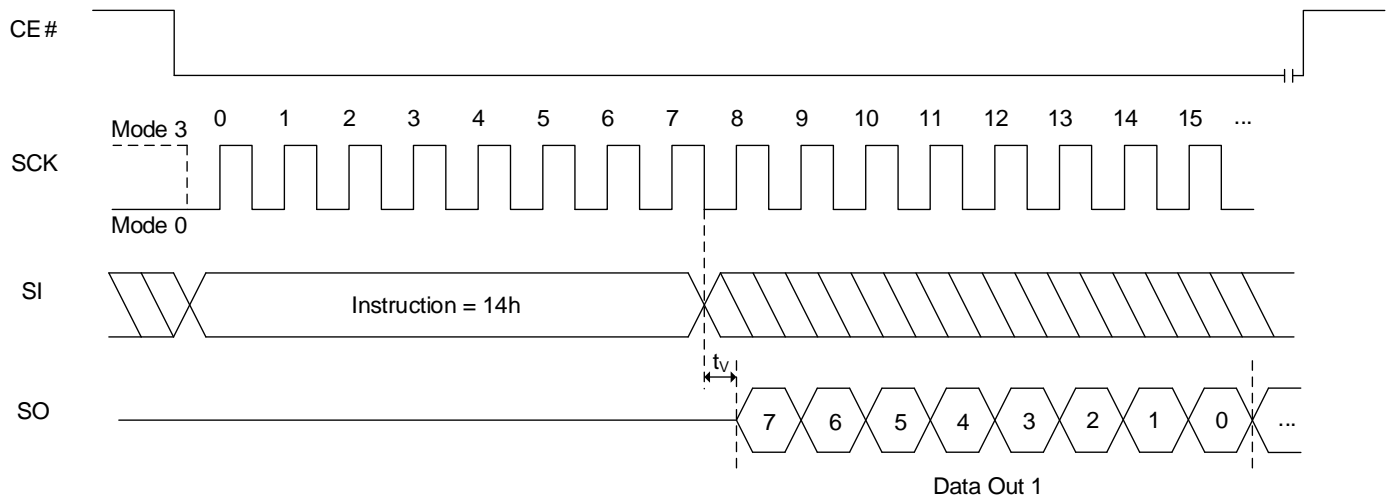 CE#
Mode 3 0 1 2 3 4 5 6 7 8 9 10 11 12 13 14 15 ...
SCK
Mode 0
SI
Instruction = 14h
tV
SO
7 6 5 4 3 2 1 0 ...
Data Out 1